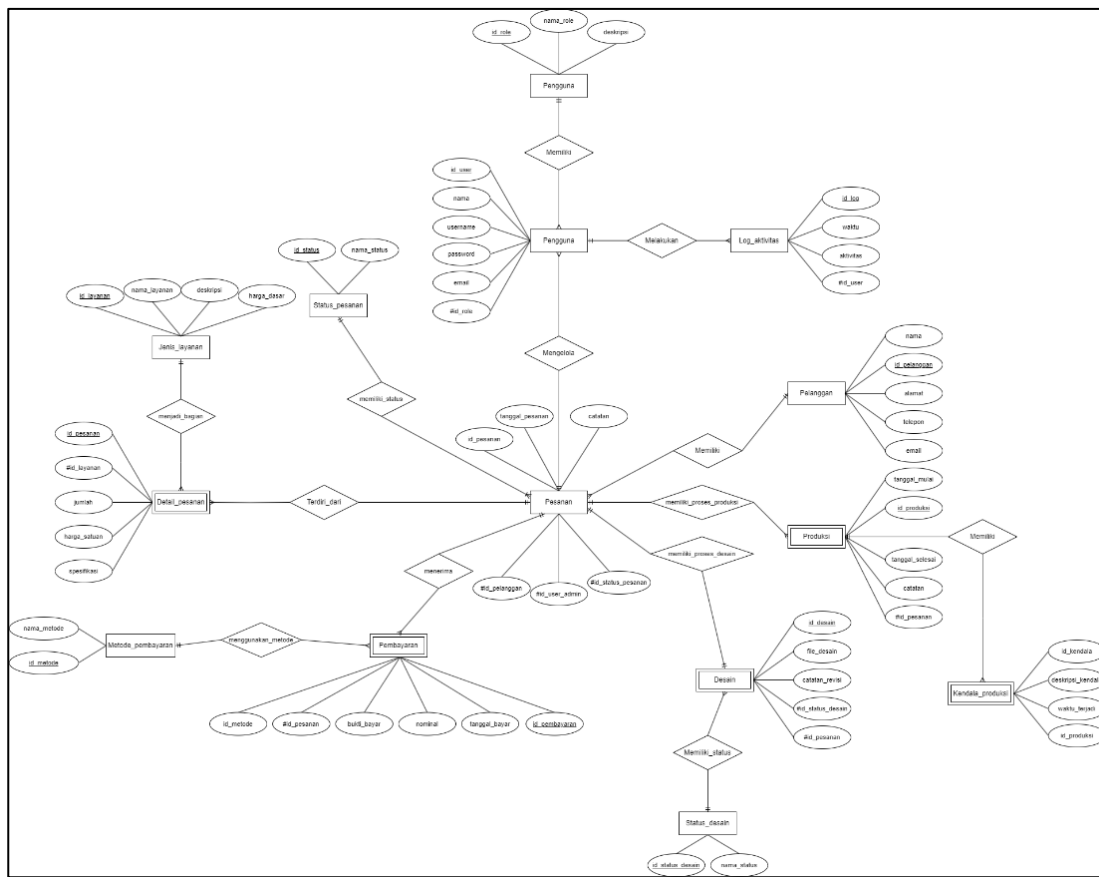 nama_role
id_role
deskripsi
Pengguna
Memiliki
id_user
nama
username
password
email
#id_role
Pengguna
Melakukan
Log_aktivitas
id_log
waktu
aktivitas
#id_user
id_status
nama_status
Status_pesanan
id_layanan
nama_layanan
deskripsi
harga_dasar
Jenis_layanan
Mengelola
memiliki_status
menjadi_bagian
tanggal_pesanan
catatan
id_pesanan
nama
id_pelanggan
alamat
telepon
email
Pelanggan
Memiliki
id_pesanan
#id_layanan
jumlah
harga_satuan
spesifikasi
Detail_pesanan
Terdiri_dari
Pesanan
memiliki_proses_produksi
Produksi
tanggal_mulai
id_produksi
tanggal_selesai
catatan
#id_pesanan
Memiliki
memiliki_proses_desain
menerima
#id_pelanggan
#id_user_admin
#id_status_pesanan
nama_metode
id_metode
Metode_pembayaran
menggunakan_metode
Pembayaran
id_metode
#id_pesanan
bukti_bayar
nominal
tanggal_bayar
id_pembayaran
Desain
id_desain
file_desain
catatan_revisi
#id_status_desain
#id_pesanan
Kendala_produksi
id_kendala
deskripsi_kendala
waktu_terjadi
id_produksi
Memiliki_status
Status_desain
id_status_desain
nama_status